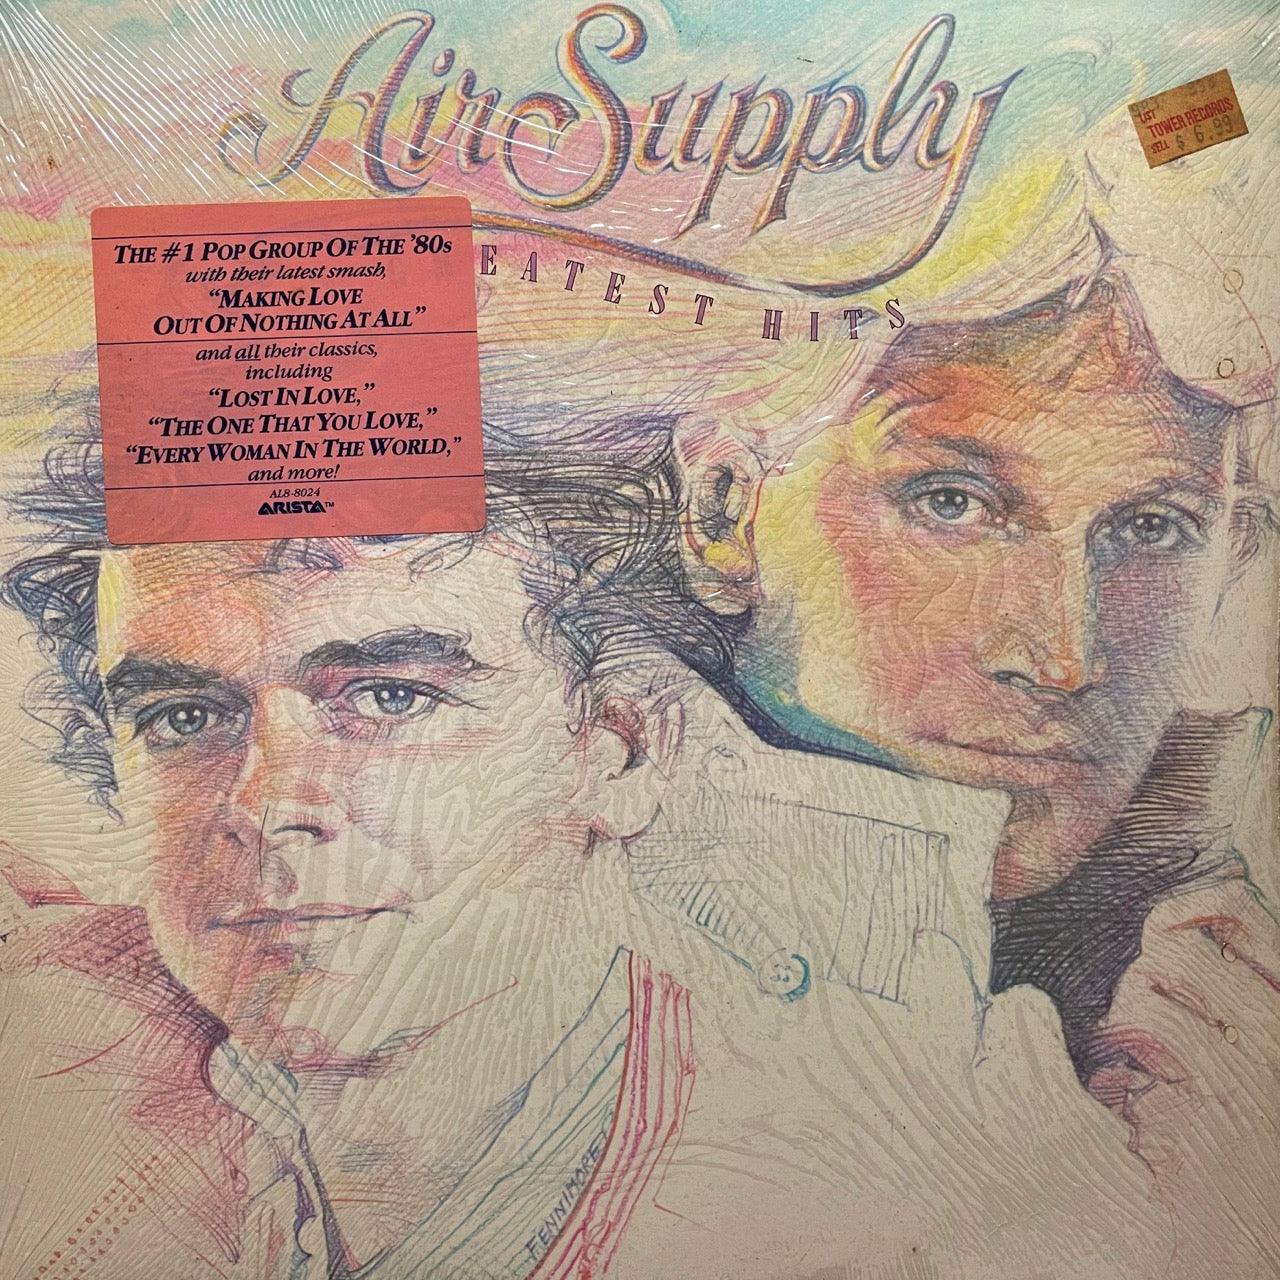 Air Supply
EATEST HITS
LIST
TOWER RECORDS
SELL $ 6.99
THE #1 POP GROUP OF THE '80s
with their latest smash,
"MAKING LOVE
OUT OF NOTHING AT ALL"
and all their classics,
including
"LOST IN LOVE,"
"THE ONE THAT YOU LOVE,"
"EVERY WOMAN IN THE WORLD,"
and more!
AL8-8024
ARISTA™
FENNIMORE